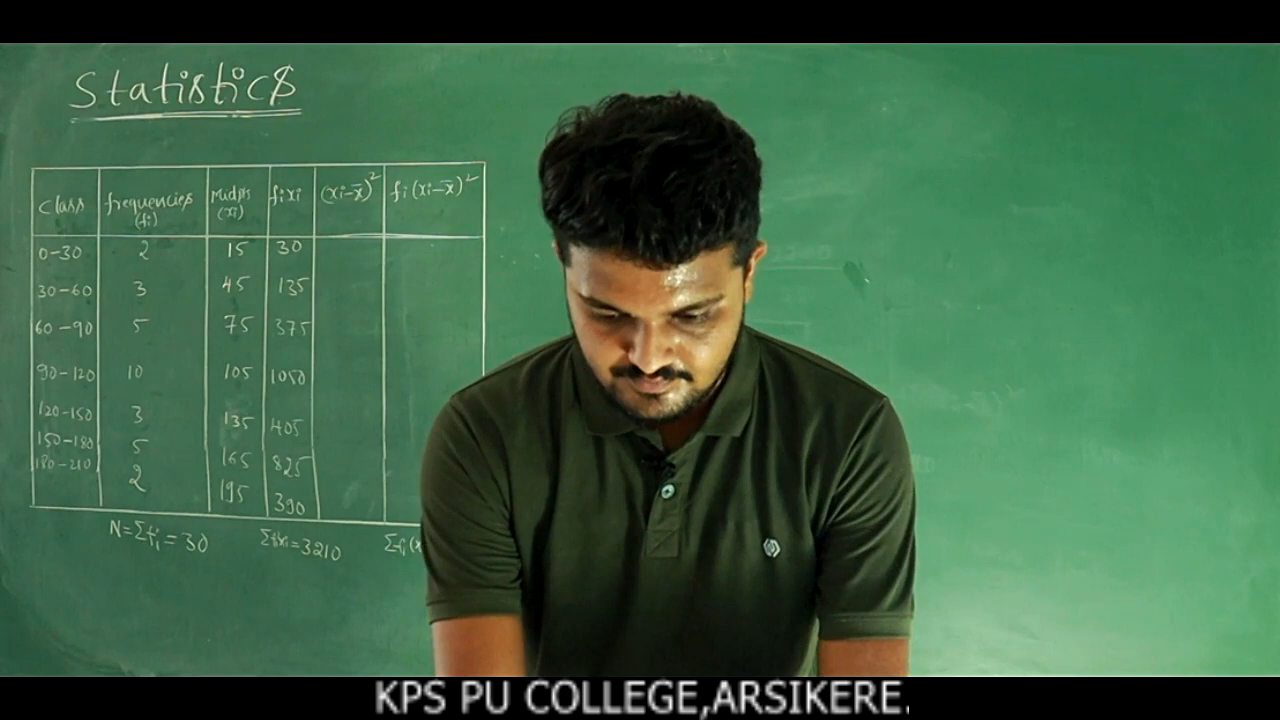 Statistics
class frequencies (fi) Midpts (xi) fixi (xi-x̄)² fi(xi-x̄)²
0-30 2 15 30
30-60 3 45 135
60-90 5 75 375
90-120 10 105 1050
120-150 3 135 405
150-180 5 165 825
180-210 2 195 390
N=Σfi=30 Σfixi=3210 Σfi(x
KPS PU COLLEGE,ARSIKERE.